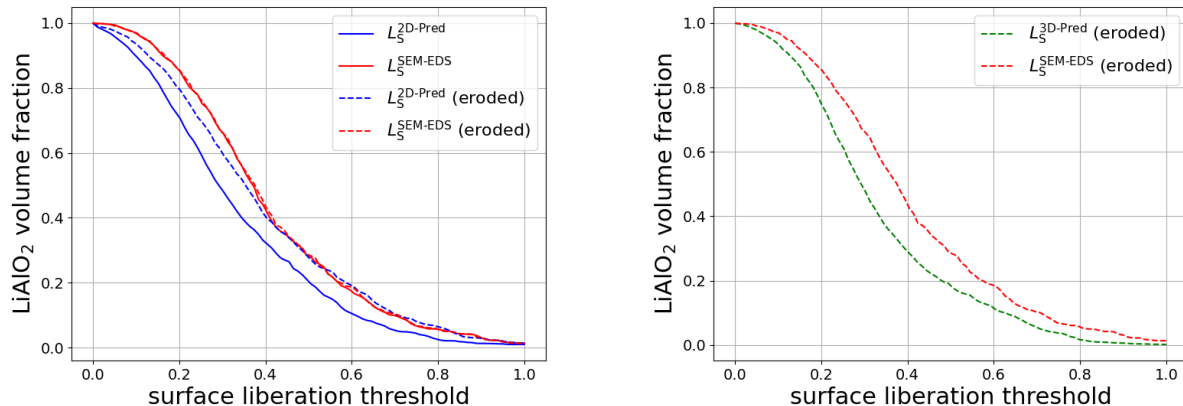 1.0
0.8
0.6
0.4
0.2
0.0
LiAlO₂ volume fraction
0.0 0.2 0.4 0.6 0.8 1.0
surface liberation threshold
L_S^2D-Pred
L_S^SEM-EDS
L_S^2D-Pred (eroded)
L_S^SEM-EDS (eroded)
1.0
0.8
0.6
0.4
0.2
0.0
LiAlO₂ volume fraction
0.0 0.2 0.4 0.6 0.8 1.0
surface liberation threshold
L_S^3D-Pred (eroded)
L_S^SEM-EDS (eroded)